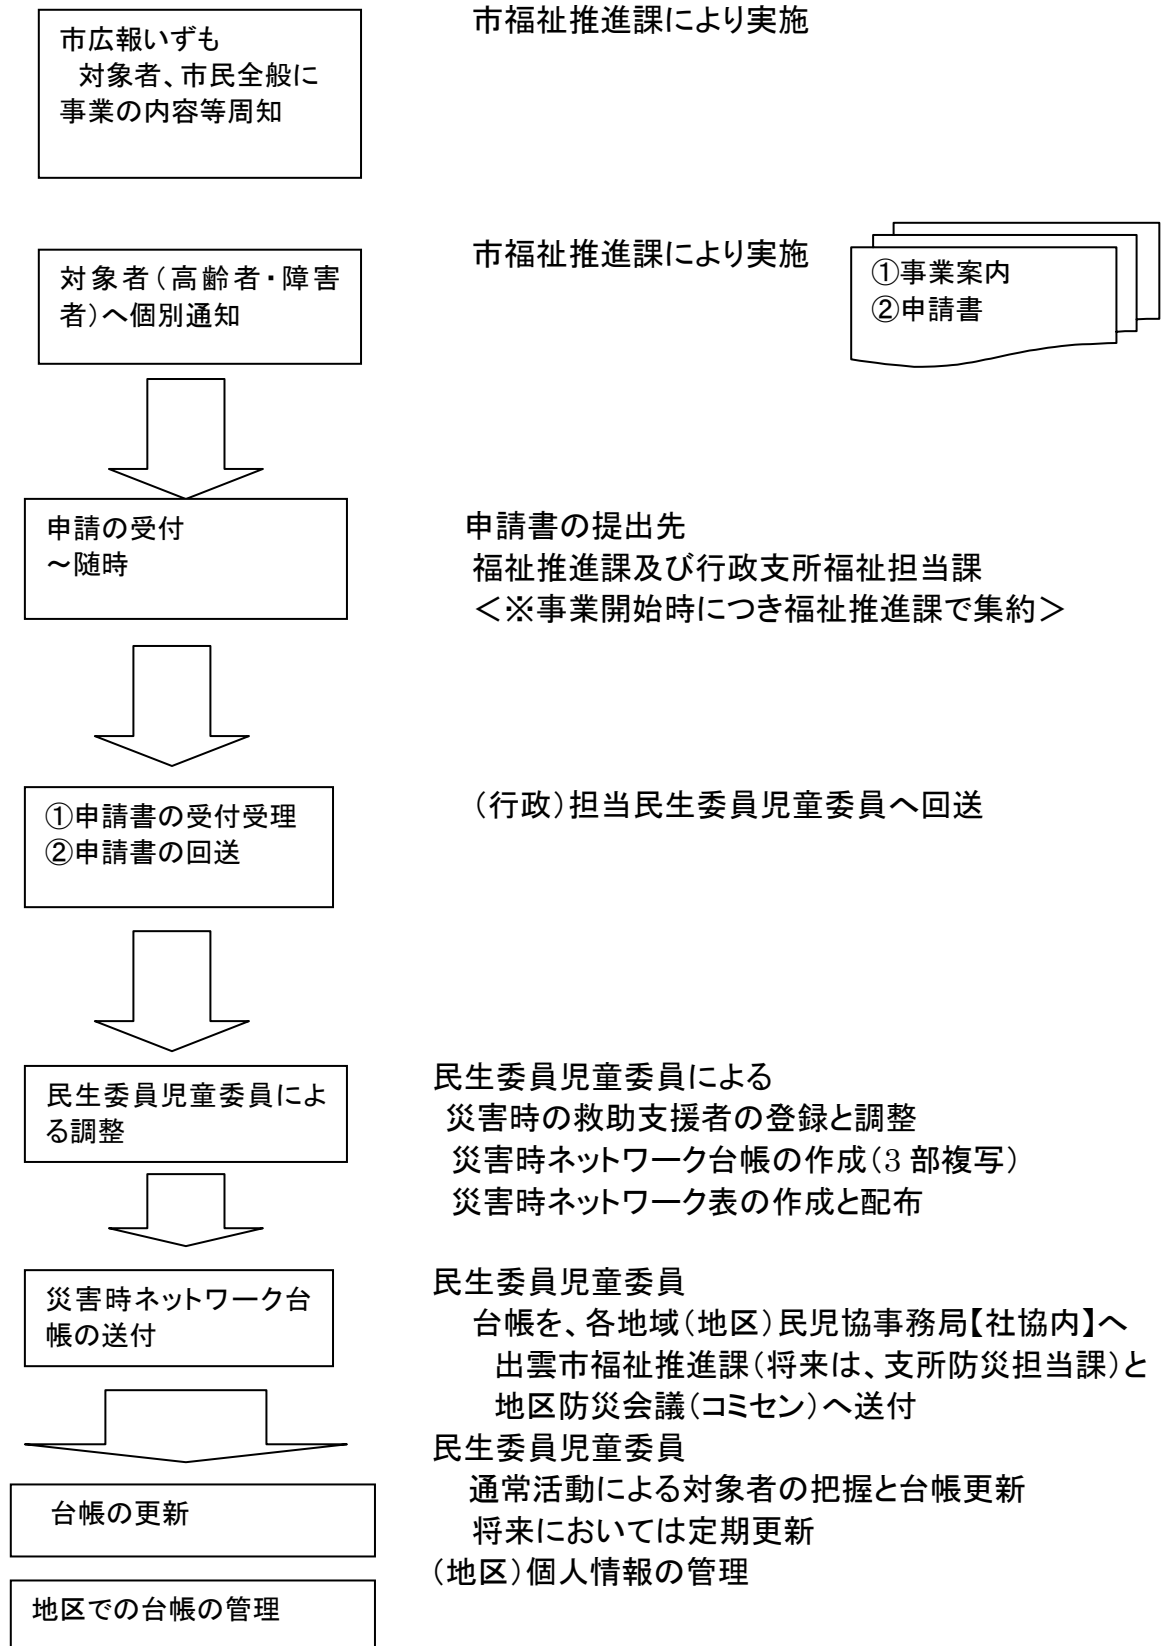 市広報いずも
対象者、市民全般に
事業の内容等周知
市福祉推進課により実施
対象者(高齢者・障害
者)へ個別通知
市福祉推進課により実施
①事業案内
②申請書
申請の受付
~随時
申請書の提出先
福祉推進課及び行政支所福祉担当課
<※事業開始時につき福祉推進課で集約>
①申請書の受付受理
②申請書の回送
(行政)担当民生委員児童委員へ回送
民生委員児童委員によ
る調整
民生委員児童委員による
災害時の救助支援者の登録と調整
災害時ネットワーク台帳の作成(3 部複写)
災害時ネットワーク表の作成と配布
災害時ネットワーク台
帳の送付
民生委員児童委員
台帳を、各地域(地区)民児協事務局【社協内】へ
出雲市福祉推進課(将来は、支所防災担当課)と
地区防災会議(コミセン)へ送付
台帳の更新
民生委員児童委員
通常活動による対象者の把握と台帳更新
将来においては定期更新
地区での台帳の管理
(地区)個人情報の管理